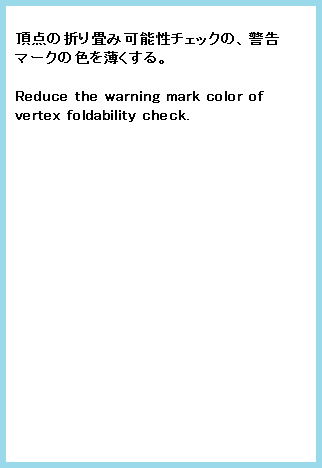 頂点の折り畳み可能性チェックの、警告
マークの色を薄くする。
Reduce the warning mark color of
vertex foldability check.